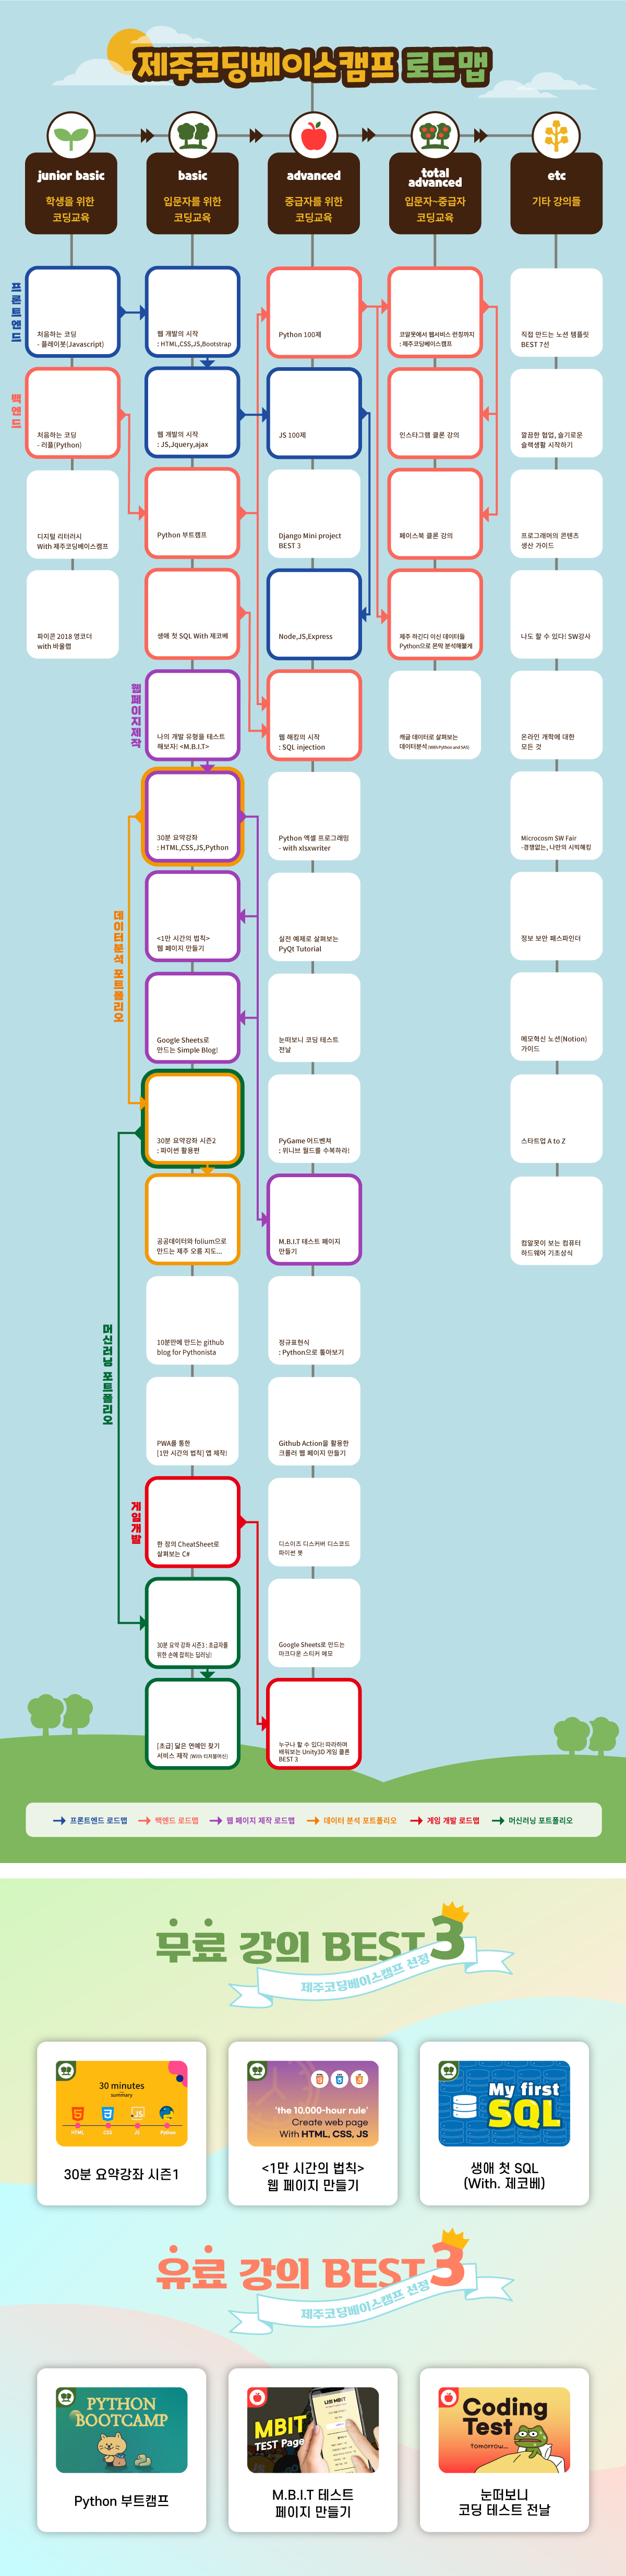 제주코딩베이스캠프 로드맵
junior basic
학생을 위한
코딩교육
basic
입문자를 위한
코딩교육
advanced
중급자를 위한
코딩교육
total
advanced
입문자~중급자
코딩교육
etc
기타 강의들
프론트엔드
처음하는 코딩
- 플레이봇(Javascript)
웹 개발의 시작
: HTML,CSS,JS,Bootstrap
Python 100제
코알못에서 웹서비스 런칭까지
: 제주코딩베이스캠프
직접 만드는 노션 템플릿
BEST 7선
백엔드
처음하는 코딩
- 러플(Python)
웹 개발의 시작
: JS,Jquery,ajax
JS 100제
인스타그램 클론 강의
깔끔한 협업, 슬기로운
슬랙생활 시작하기
디지털 리터러시
With 제주코딩베이스캠프
Python 부트캠프
Django Mini project
BEST 3
페이스북 클론 강의
프로그래머의 콘텐츠
생산 가이드
파이콘 2018 영코더
with 바울랩
생애 첫 SQL With 제코베
Node,JS,Express
제주 하간디 이신 데이터들
Python으로 몬딱 분석해불게
나도 할 수 있다! SW강사
웹페이지제작
나의 개발 유형을 테스트
해보자! <M.B.I.T>
웹 해킹의 시작
: SQL injection
캐글 데이터로 살펴보는
데이터분석 (With Python and SAS)
온라인 개학에 대한
모든 것
30분 요약강좌
: HTML,CSS,JS,Python
Python 엑셀 프로그래밍
- with xlsxwriter
Microcosm SW Fair
-경쟁없는, 나만의 시빅해킹
데이터분석 포트폴리오
<1만 시간의 법칙>
웹 페이지 만들기
실전 예제로 살펴보는
PyQt Tutorial
정보 보안 패스파인더
Google Sheets로
만드는 Simple Blog!
눈떠보니 코딩 테스트
전날
메모혁신 노션(Notion)
가이드
30분 요약강좌 시즌2
: 파이썬 활용편
PyGame 어드벤쳐
: 위니브 월드를 수복하라!
스타트업 A to Z
공공데이터와 folium으로
만드는 제주 오름 지도...
M.B.I.T 테스트 페이지
만들기
컴알못이 보는 컴퓨터
하드웨어 기초상식
머신러닝 포트폴리오
10분만에 만드는 github
blog for Pythonista
정규표현식
: Python으로 톺아보기
PWA를 통한
[1만 시간의 법칙] 앱 제작!
Github Action을 활용한
크롤러 웹 페이지 만들기
게임개발
한 장의 CheatSheet로
살펴보는 C#
디스이즈 디스커버 디스코드
파이썬 봇
30분 요약 강좌 시즌3 : 초급자를
위한 손에 잡히는 딥러닝!
Google Sheets로 만드는
마크다운 스티커 메모
[초급] 닮은 연예인 찾기
서비스 제작 (With 티처블머신)
누구나 할 수 있다! 따라하며
배워보는 Unity3D 게임 클론
BEST 3
프론트엔드 로드맵
백엔드 로드맵
웹 페이지 제작 로드맵
데이터 분석 포트폴리오
게임 개발 로드맵
머신러닝 포트폴리오
무료 강의 BEST 3
제주코딩베이스캠프 선정
30 minutes
summary
HTML
CSS
JS
Python
30분 요약강좌 시즌1
'the 10,000-hour rule'
Create web page
With HTML, CSS, JS
<1만 시간의 법칙>
웹 페이지 만들기
My first
SQL
생애 첫 SQL
(With. 제코베)
유료 강의 BEST 3
제주코딩베이스캠프 선정
PYTHON
BOOTCAMP
Python 부트캠프
나의 MBIT
MBIT
TEST Page
M.B.I.T 테스트
페이지 만들기
Coding
Test
Tomorrow...
눈떠보니
코딩 테스트 전날